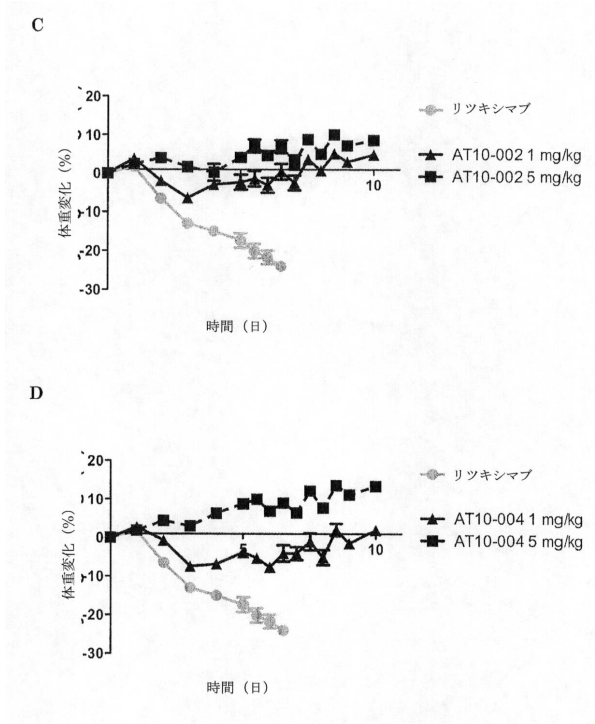 C
20
10
0
-10
-20
-30
体重変化 (%)
10
時間（日）
リツキシマブ
AT10-002 1 mg/kg
AT10-002 5 mg/kg
D
20
10
0
-10
-20
-30
体重変化 (%)
5
10
時間（日）
リツキシマブ
AT10-004 1 mg/kg
AT10-004 5 mg/kg